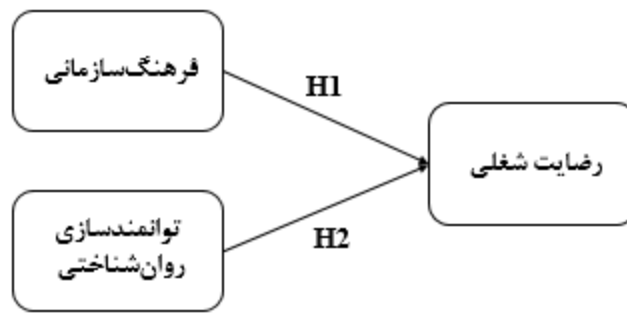 فرهنگ‌سازمانی
H1
رضایت شغلی
توانمندسازی
روان‌شناختی
H2